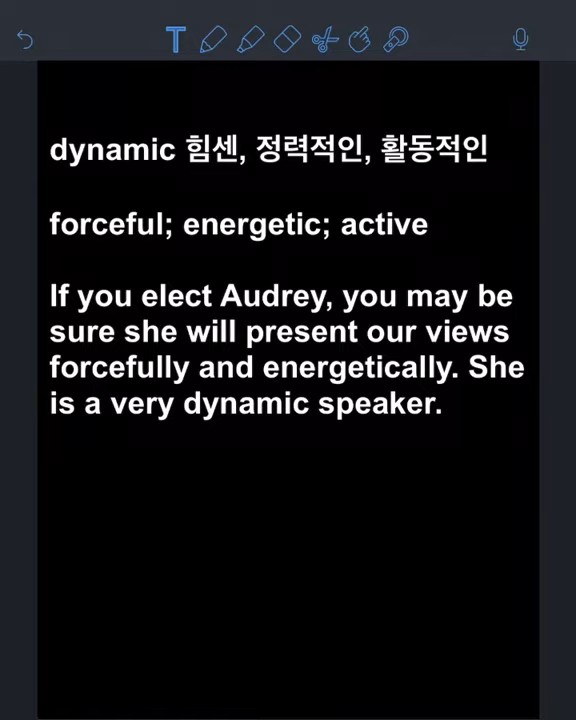 dynamic 힘센, 정력적인, 활동적인
forceful; energetic; active
If you elect Audrey, you may be
sure she will present our views
forcefully and energetically. She
is a very dynamic speaker.